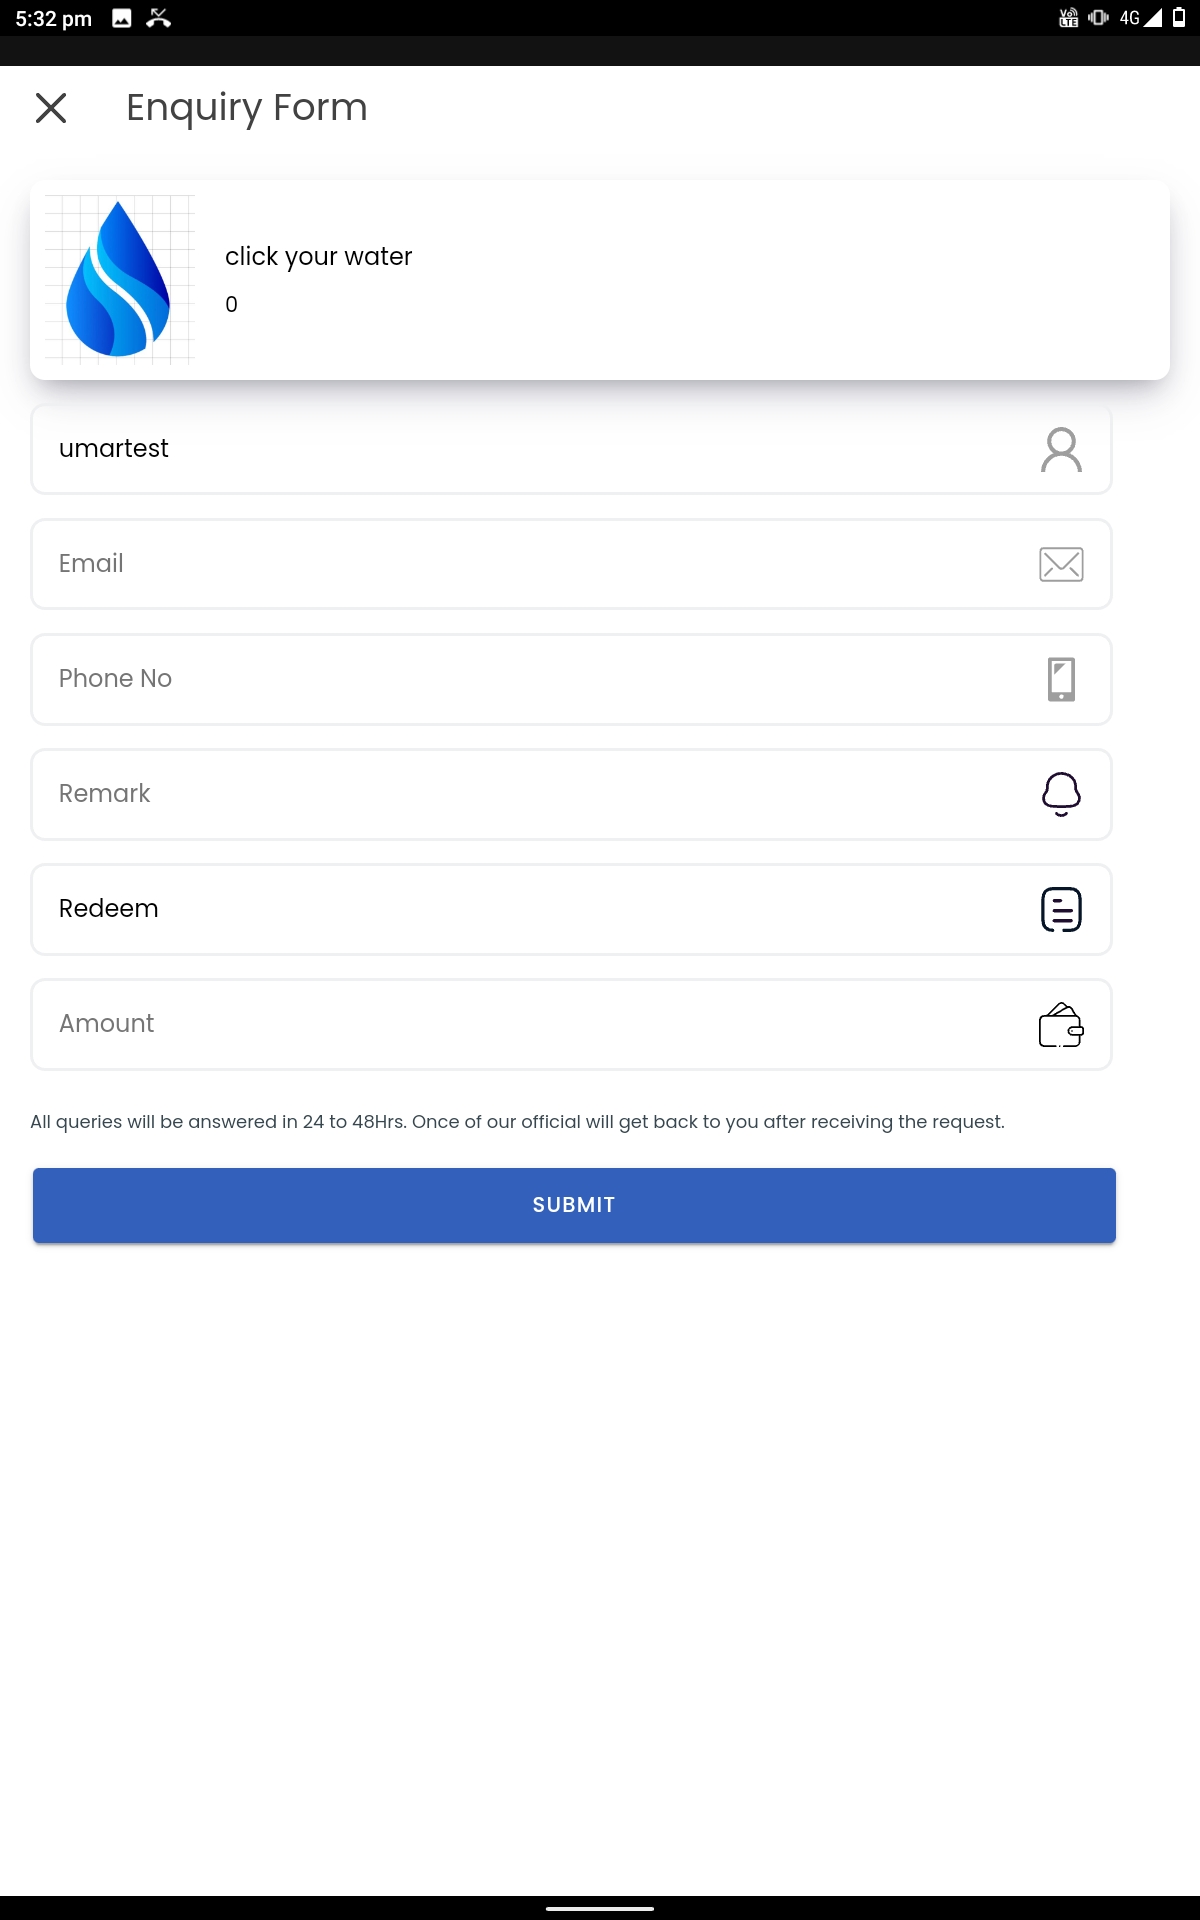 5:32 pm
Vo LTE 4G
Enquiry Form
click your water
0
umartest
Email
Phone No
Remark
Redeem
Amount
All queries will be answered in 24 to 48Hrs. Once of our official will get back to you after receiving the request.
SUBMIT